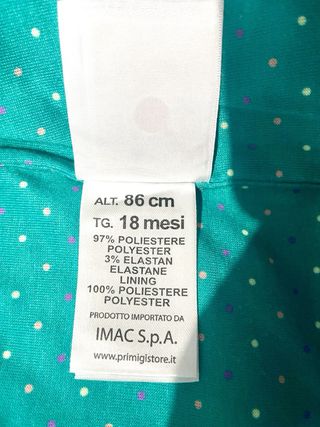 ALT. 86 cm
TG. 18 mesi
97% POLIESTERE
POLYESTER
3% ELASTAN
ELASTANE
LINING
100% POLIESTERE
POLYESTER
PRODOTTO IMPORTATO DA
IMAC S.p.A.
www.primigistore.it